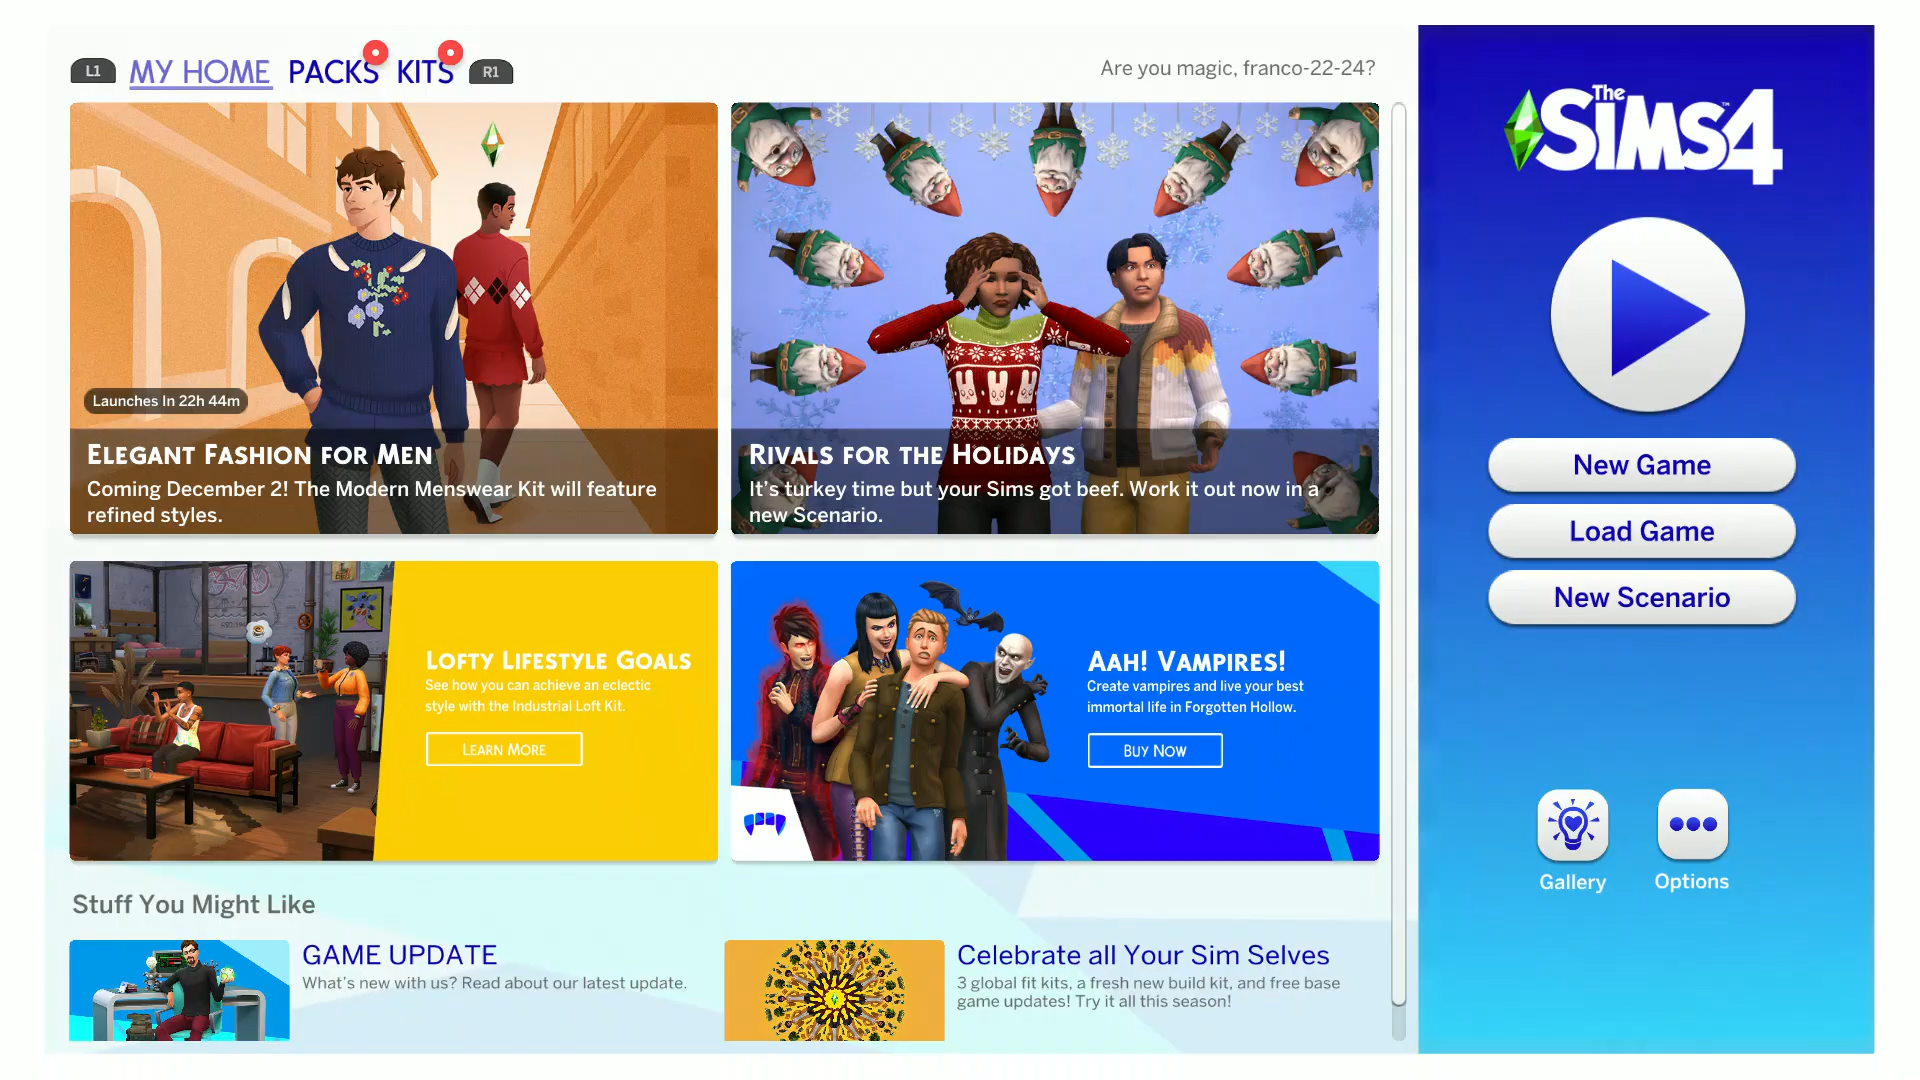 L1 MY HOME PACKS KITS R1
Are you magic, franco-22-24?
Launches In 22h 44m
ELEGANT FASHION FOR MEN
Coming December 2! The Modern Menswear Kit will feature
refined styles.
RIVALS FOR THE HOLIDAYS
It's turkey time but your Sims got beef. Work it out now in a
new Scenario.
LOFTY LIFESTYLE GOALS
See how you can achieve an eclectic
style with the Industrial Loft Kit.
LEARN MORE
AAH! VAMPIRES!
Create vampires and live your best
immortal life in Forgotten Hollow.
BUY NOW
Stuff You Might Like
GAME UPDATE
What's new with us? Read about our latest update.
Celebrate all Your Sim Selves
3 global fit kits, a fresh new build kit, and free base
game updates! Try it all this season!
The SiMS 4 ™
New Game
Load Game
New Scenario
Gallery
Options